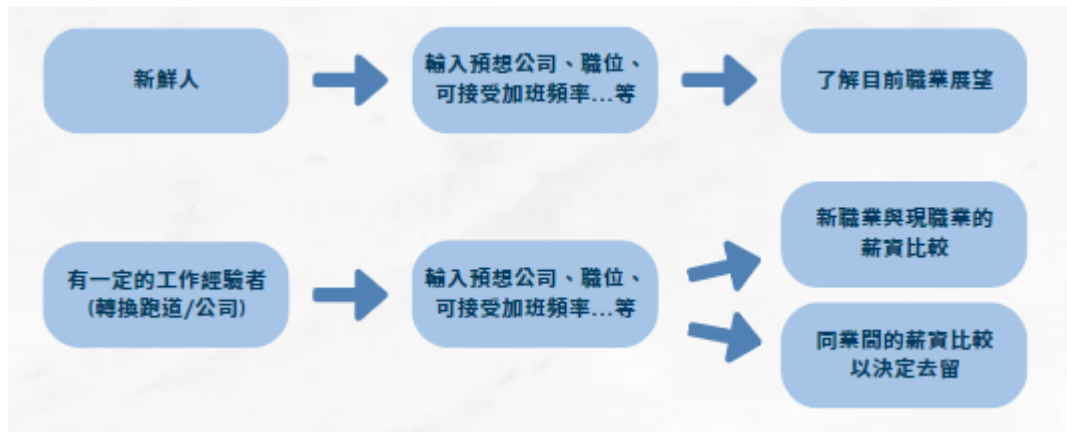 新鮮人
輸入預想公司、職位、
可接受加班頻率...等
了解目前職業展望
有一定的工作經驗者
(轉換跑道/公司)
輸入預想公司、職位、
可接受加班頻率...等
新職業與現職業的
薪資比較
同業間的薪資比較
以決定去留